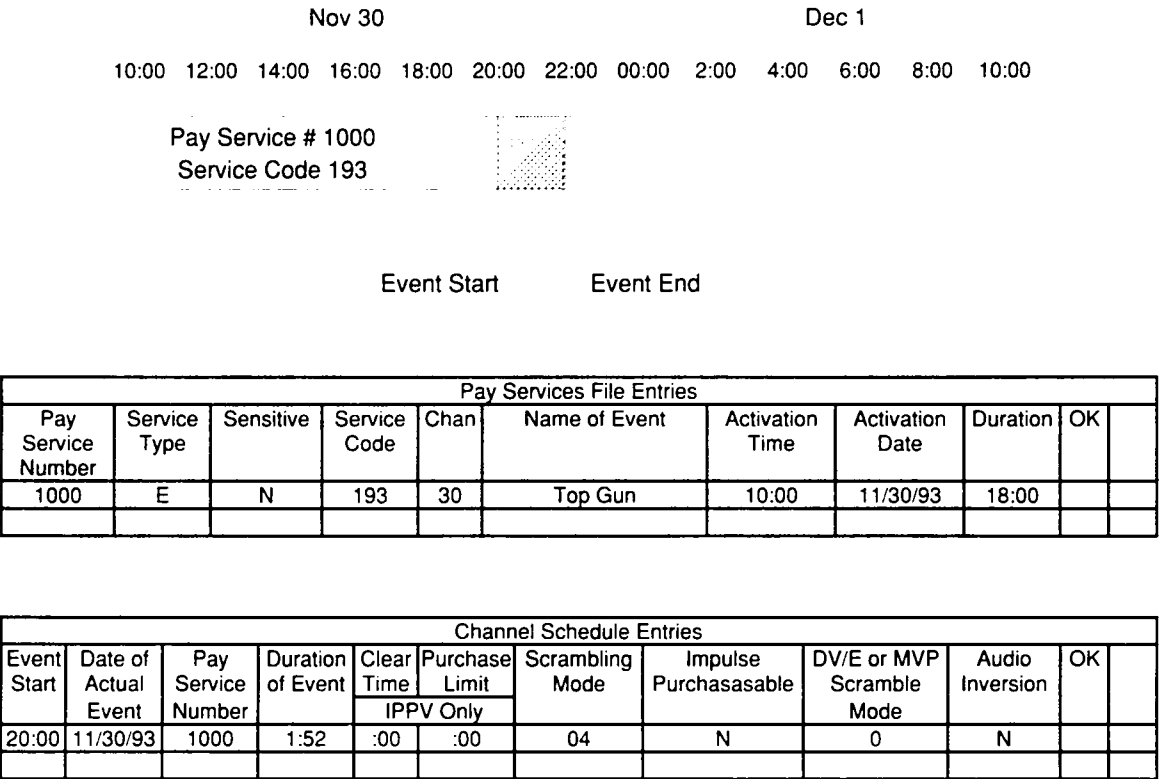 Nov 30 Dec 1
10:00 12:00 14:00 16:00 18:00 20:00 22:00 00:00 2:00 4:00 6:00 8:00 10:00
Pay Service # 1000
Service Code 193
Event Start Event End
Pay Services File Entries
Pay Service Number Service Type Sensitive Service Code Chan Name of Event Activation Time Activation Date Duration OK
1000 E N 193 30 Top Gun 10:00 11/30/93 18:00
Channel Schedule Entries
Event Start Date of Actual Event Pay Service Number Duration of Event Clear Time Purchase Limit IPPV Only Scrambling Mode Impulse Purchasasable DV/E or MVP Scramble Mode Audio Inversion OK
20:00 11/30/93 1000 1:52 :00 :00 04 N 0 N